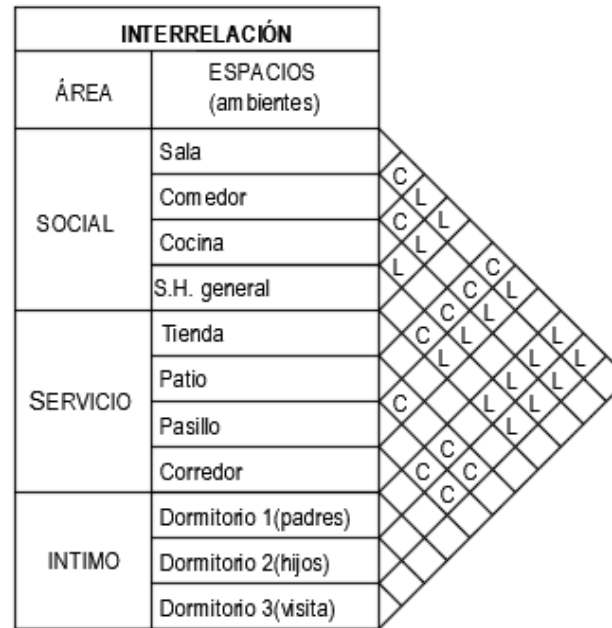 INTERRELACIÓN
ÁREA
ESPACIOS
(ambientes)
SOCIAL
Sala
Comedor
Cocina
S.H. general
SERVICIO
Tienda
Patio
Pasillo
Corredor
INTIMO
Dormitorio 1(padres)
Dormitorio 2(hijos)
Dormitorio 3(visita)
C
L
C L
L
L C
C L
C L
C L L
L L L
L L
C L L
L
C
C C
C